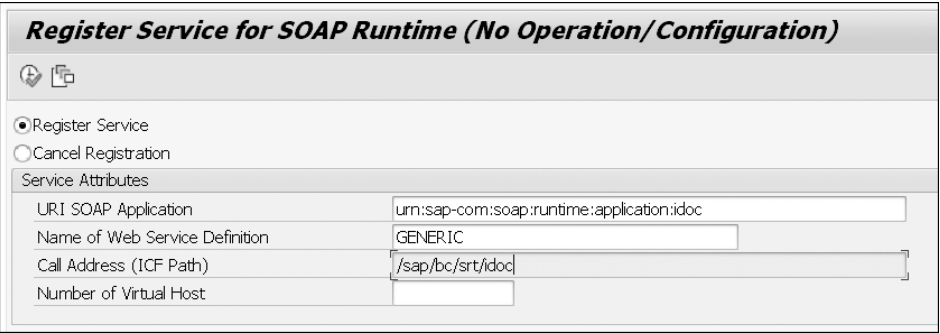 Register Service for SOAP Runtime (No Operation/Configuration)
Register Service
Cancel Registration
Service Attributes
URI SOAP Application urn:sap-com:soap:runtime:application:idoc
Name of Web Service Definition GENERIC
Call Address (ICF Path) /sap/bc/srt/idoc
Number of Virtual Host